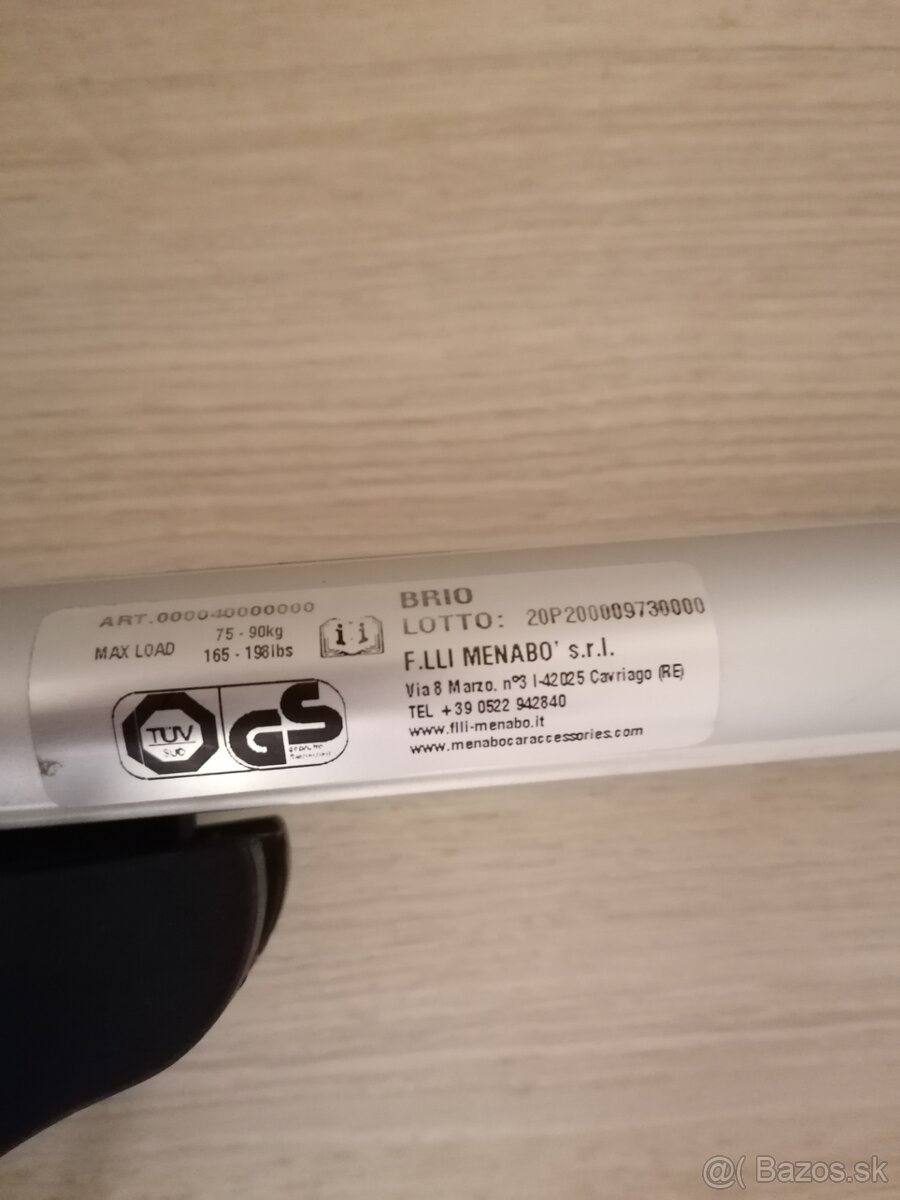 ART.000040000000
MAX LOAD 75 - 90kg
165 - 198lbs
i i
TÜV
SÜD
GS
BRIO
LOTTO: 20P200009730000
F.LLI MENABO' s.r.l.
Via 8 Marzo, n°3 I-42025 Cavriago (RE)
TEL +39 0522 942840
www.flli-menabo.it
www.menabocaraccessories.com
@( Bazos.sk